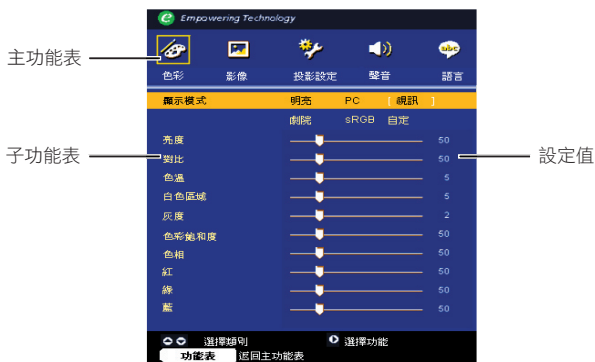 Empowering Technology
主功能表
abc
色彩 影像 投影設定 聲音 語言
顯示模式 明亮 PC [ 視訊 ]
劇院 sRGB 自定
亮度 50
子功能表
對比 50
設定值
色溫 5
白色區域 5
灰度 2
色彩飽和度 50
色相 50
紅 50
綠 50
藍 50
選擇類別 選擇功能
功能表 返回主功能表